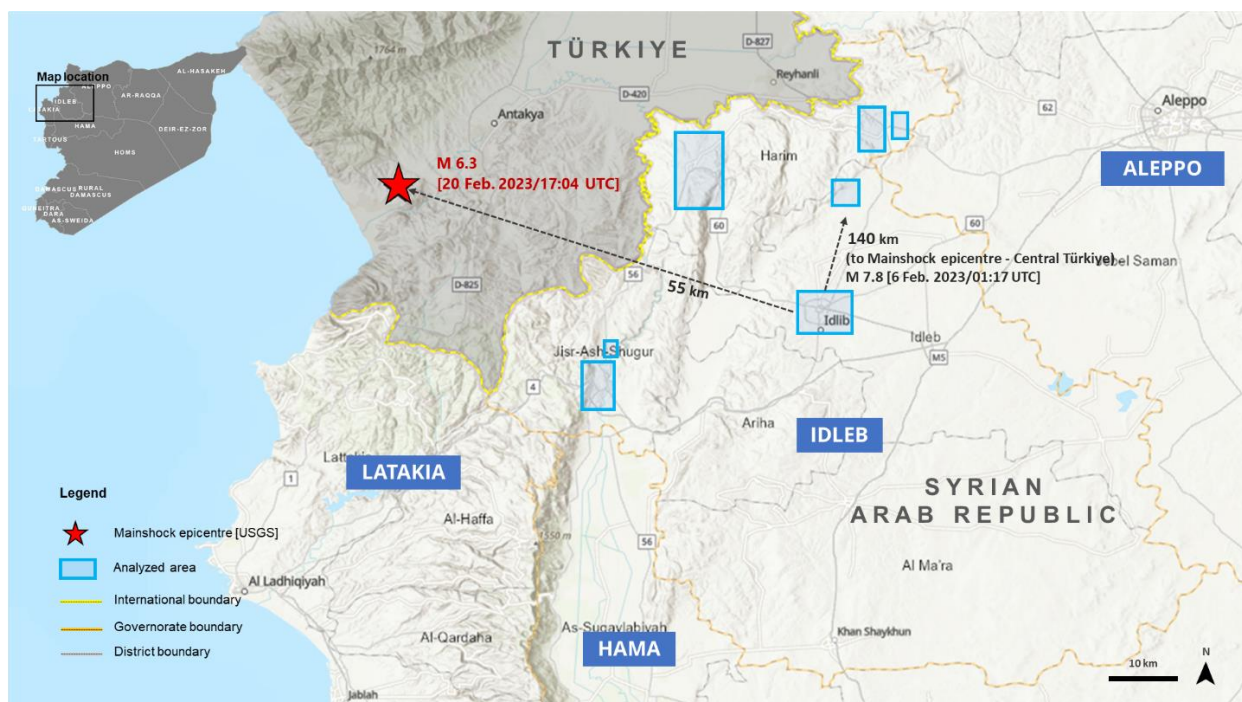 TÜRKİYE
D-827
1764 m
Reyhanli
D-420
Map location
AL-HASAKEH
ALEPPO
AR-RAQQA
IDLEB
LATAKIA
HAMA
DEIR-EZ-ZOR
TARTOUS
HOMS
DAMASCUS
RURAL
DAMASCUS
QUNEITRA
DARA
AS-SWEIDA
Antakya
62
Aleppo
M 6.3
[20 Feb. 2023/17:04 UTC]
Harim
ALEPPO
60
60
140 km
(to Mainshock epicentre - Central Türkiye)
M 7.8 [6 Feb. 2023/01:17 UTC]
Jebel Saman
56
D-825
55 km
Idlib
Idleb
Jisr-Ash-Shugur
M5
4
Ariha
IDLEB
LATAKIA
1
SYRIAN
ARAB REPUBLIC
Legend
Mainshock epicentre [USGS]
Analyzed area
International boundary
Governorate boundary
District boundary
Al-Haffa
1550 m
56
Al Ma'ra
Al Ladhiqiyah
Al-Qardaha
As-Suqaylabiyah
HAMA
Khan Shaykhun
Jablah
10 km
N